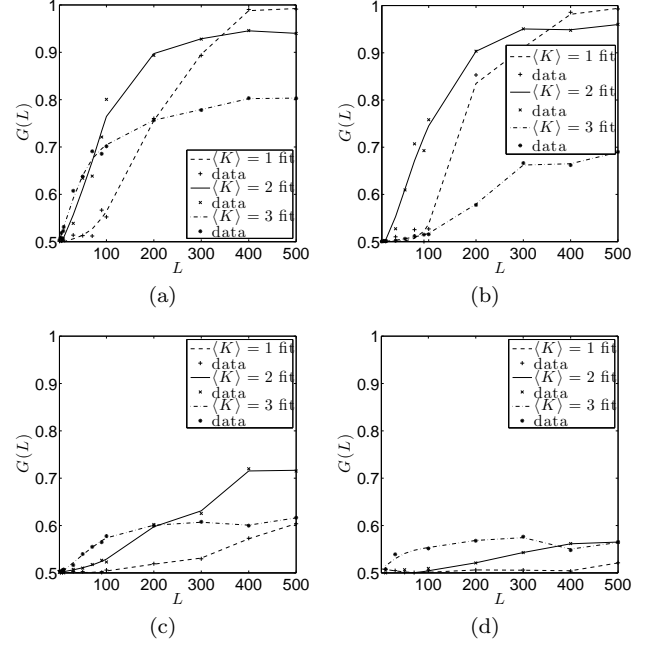 1
0.9
0.8
0.7
0.6
0.5
G(L)
100 200 300 400 500
L
⟨K⟩ = 1 fit
data
⟨K⟩ = 2 fit
data
⟨K⟩ = 3 fit
data
(a)
1
0.9
0.8
0.7
0.6
0.5
G(L)
100 200 300 400 500
L
⟨K⟩ = 1 fit
data
⟨K⟩ = 2 fit
data
⟨K⟩ = 3 fit
data
(b)
1
0.9
0.8
0.7
0.6
0.5
G(L)
100 200 300 400 500
L
⟨K⟩ = 1 fit
data
⟨K⟩ = 2 fit
data
⟨K⟩ = 3 fit
data
(c)
1
0.9
0.8
0.7
0.6
0.5
G(L)
100 200 300 400 500
L
⟨K⟩ = 1 fit
data
⟨K⟩ = 2 fit
data
⟨K⟩ = 3 fit
data
(d)